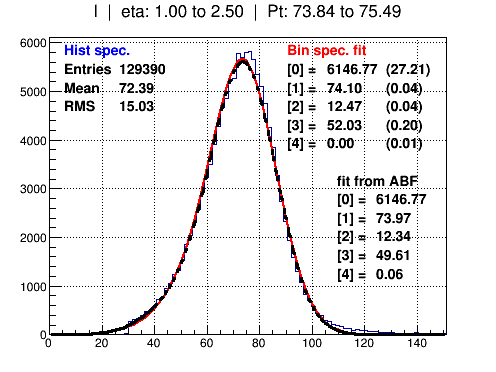 I | eta: 1.00 to 2.50 | Pt: 73.84 to 75.49
Hist spec.
Entries 129390
Mean 72.39
RMS 15.03
Bin spec. fit
[0] = 6146.77 (27.21)
[1] = 74.10 (0.04)
[2] = 12.47 (0.04)
[3] = 52.03 (0.20)
[4] = 0.00 (0.01)
fit from ABF
[0] = 6146.77
[1] = 73.97
[2] = 12.34
[3] = 49.61
[4] = 0.06
6000
5000
4000
3000
2000
1000
0
0 20 40 60 80 100 120 140